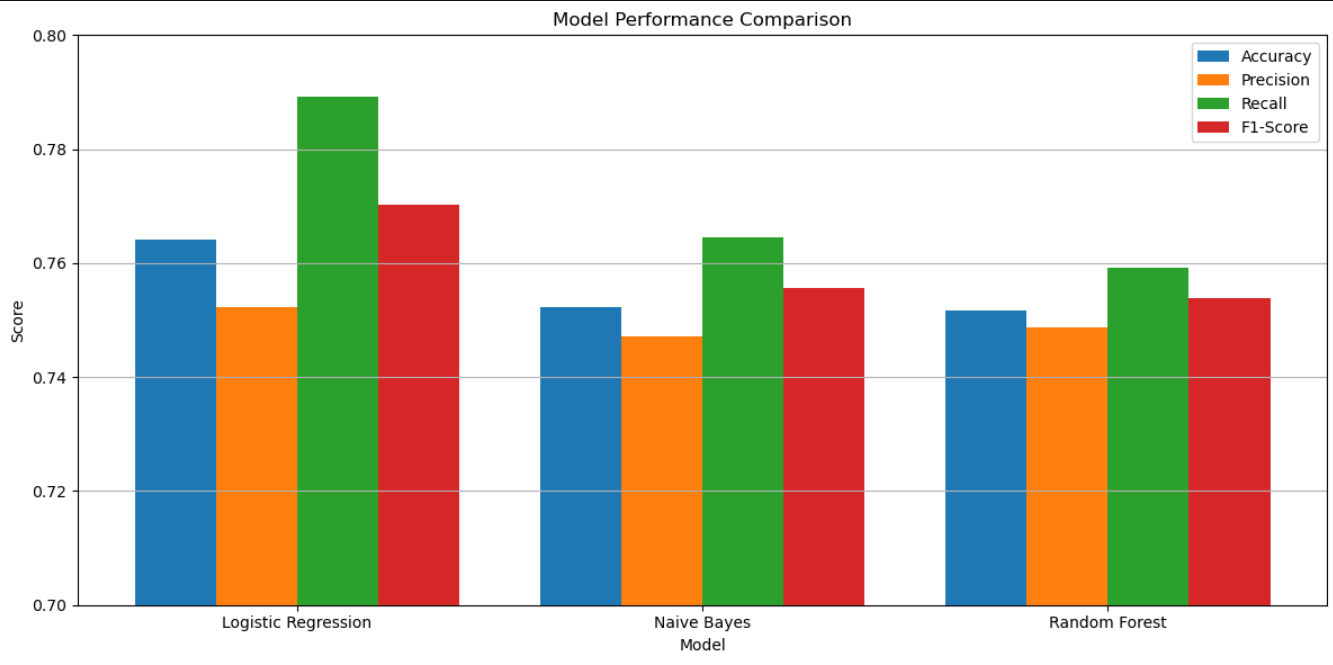 Model Performance Comparison
Accuracy
Precision
Recall
F1-Score
Score
0.80
0.78
0.76
0.74
0.72
0.70
Logistic Regression
Naive Bayes
Random Forest
Model